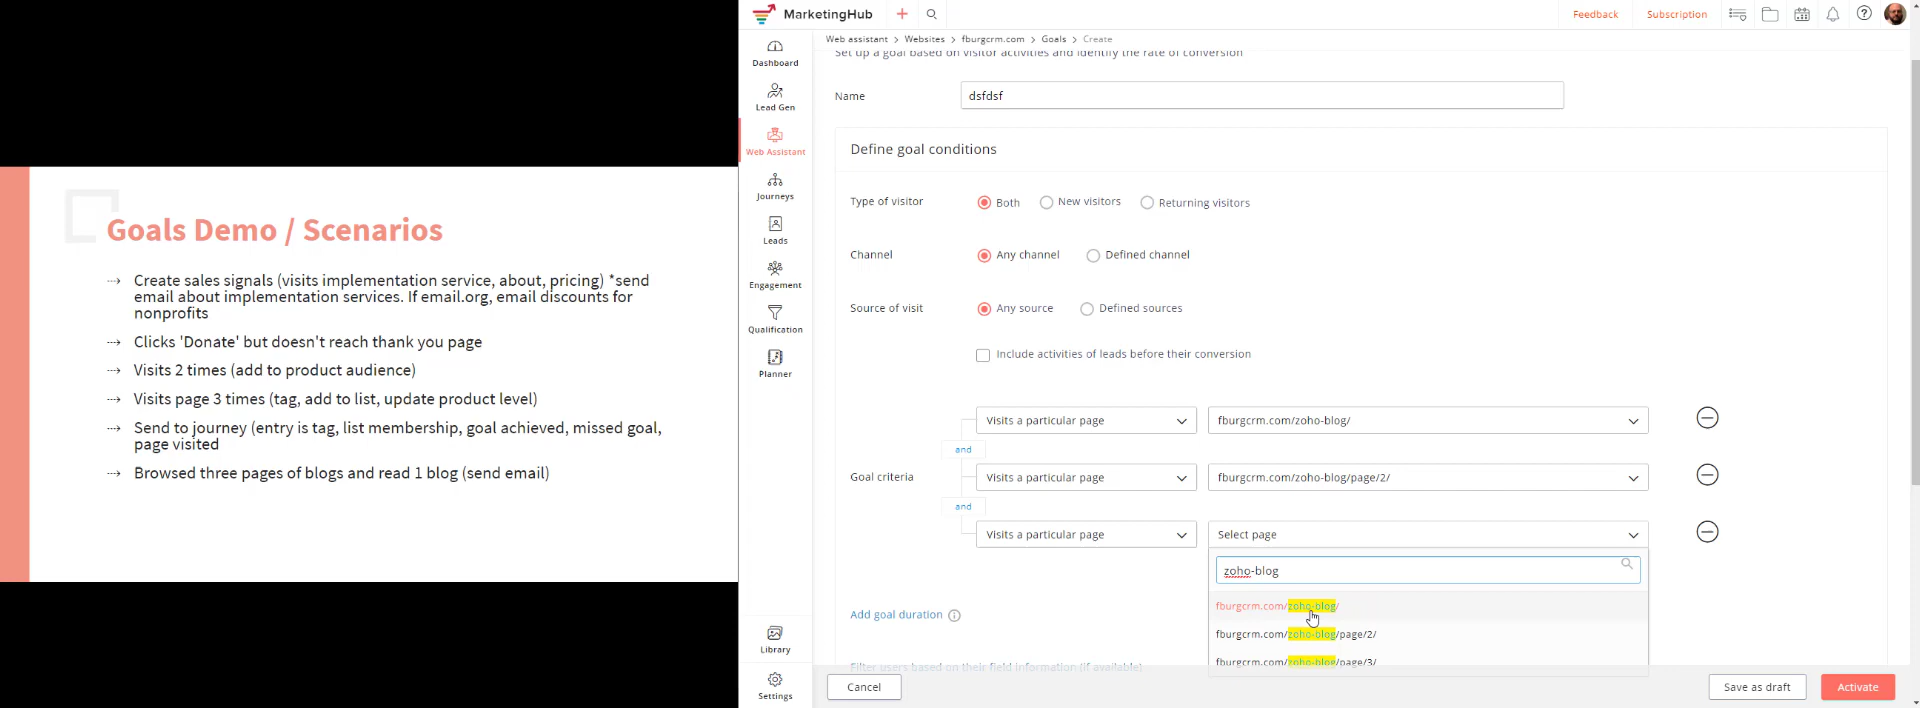 Goals Demo / Scenarios
Create sales signals (visits implementation service, about, pricing) *send
email about implementation services. If email.org, email discounts for
nonprofits
Clicks 'Donate' but doesn't reach thank you page
Visits 2 times (add to product audience)
Visits page 3 times (tag, add to list, update product level)
Send to journey (entry is tag, list membership, goal achieved, missed goal,
page visited
Browsed three pages of blogs and read 1 blog (send email)
MarketingHub
Feedback
Subscription
Dashboard
Lead Gen
Web Assistant
Journeys
Leads
Engagement
Qualification
Planner
Library
Settings
Web assistant > Websites > fburgcrm.com > Goals > Create
Set up a goal based on visitor activities and identify the rate of conversion
Name
dsfdsf
Define goal conditions
Type of visitor
Both
New visitors
Returning visitors
Channel
Any channel
Defined channel
Source of visit
Any source
Defined sources
Include activities of leads before their conversion
Goal criteria
Visits a particular page
fburgcrm.com/zoho-blog/
and
Visits a particular page
fburgcrm.com/zoho-blog/page/2/
and
Visits a particular page
Select page
zoho-blog
fburgcrm.com/zoho-blog/
fburgcrm.com/zoho-blog/page/2/
fburgcrm.com/zoho-blog/page/3/
Add goal duration
Filter users based on their field information (if available)
Cancel
Save as draft
Activate